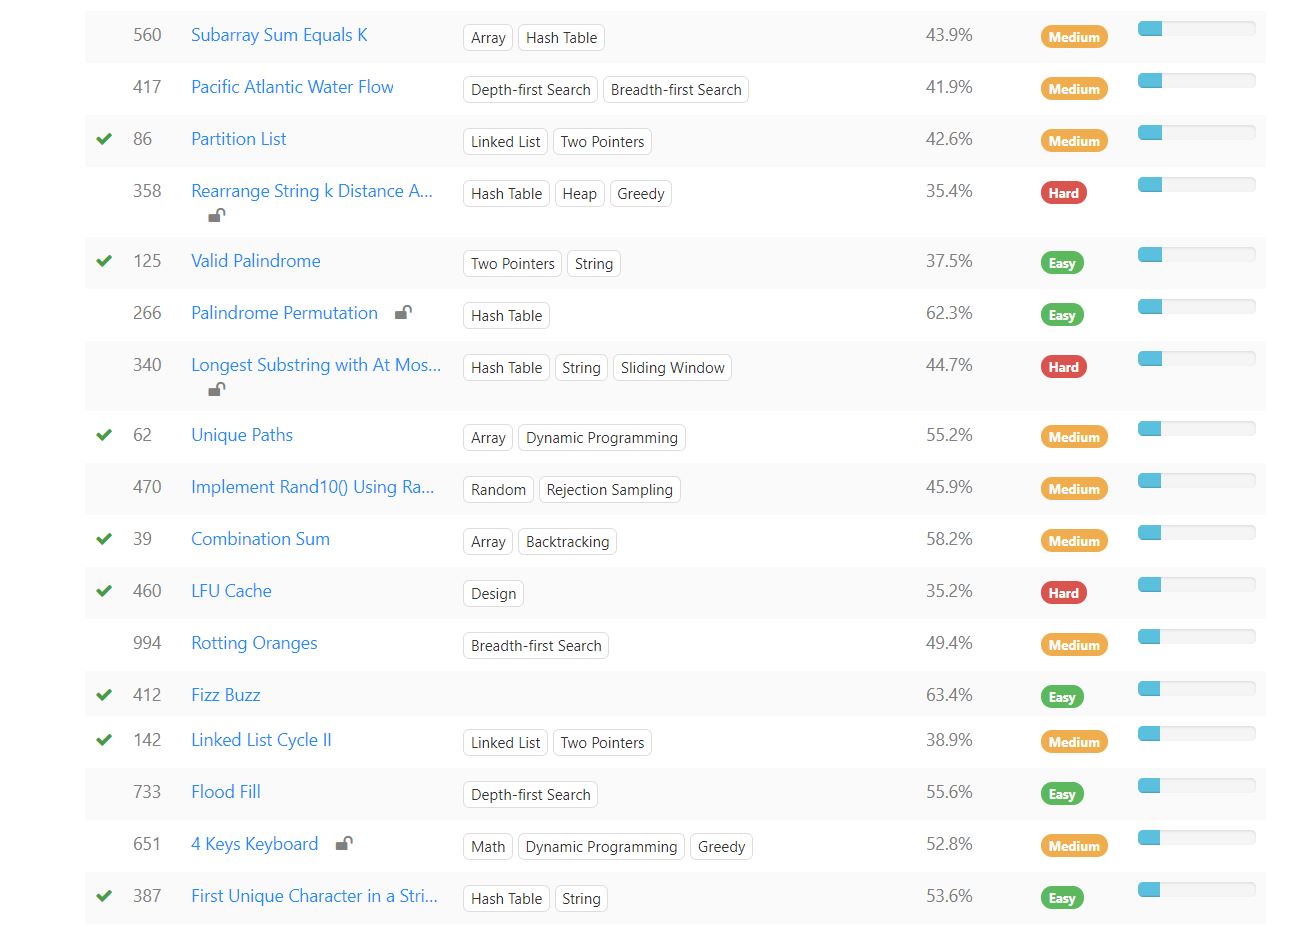 560 Subarray Sum Equals K Array Hash Table 43.9% Medium
417 Pacific Atlantic Water Flow Depth-first Search Breadth-first Search 41.9% Medium
86 Partition List Linked List Two Pointers 42.6% Medium
358 Rearrange String k Distance A... Hash Table Heap Greedy 35.4% Hard
125 Valid Palindrome Two Pointers String 37.5% Easy
266 Palindrome Permutation Hash Table 62.3% Easy
340 Longest Substring with At Mos... Hash Table String Sliding Window 44.7% Hard
62 Unique Paths Array Dynamic Programming 55.2% Medium
470 Implement Rand10() Using Ra... Random Rejection Sampling 45.9% Medium
39 Combination Sum Array Backtracking 58.2% Medium
460 LFU Cache Design 35.2% Hard
994 Rotting Oranges Breadth-first Search 49.4% Medium
412 Fizz Buzz 63.4% Easy
142 Linked List Cycle II Linked List Two Pointers 38.9% Medium
733 Flood Fill Depth-first Search 55.6% Easy
651 4 Keys Keyboard Math Dynamic Programming Greedy 52.8% Medium
387 First Unique Character in a Stri... Hash Table String 53.6% Easy